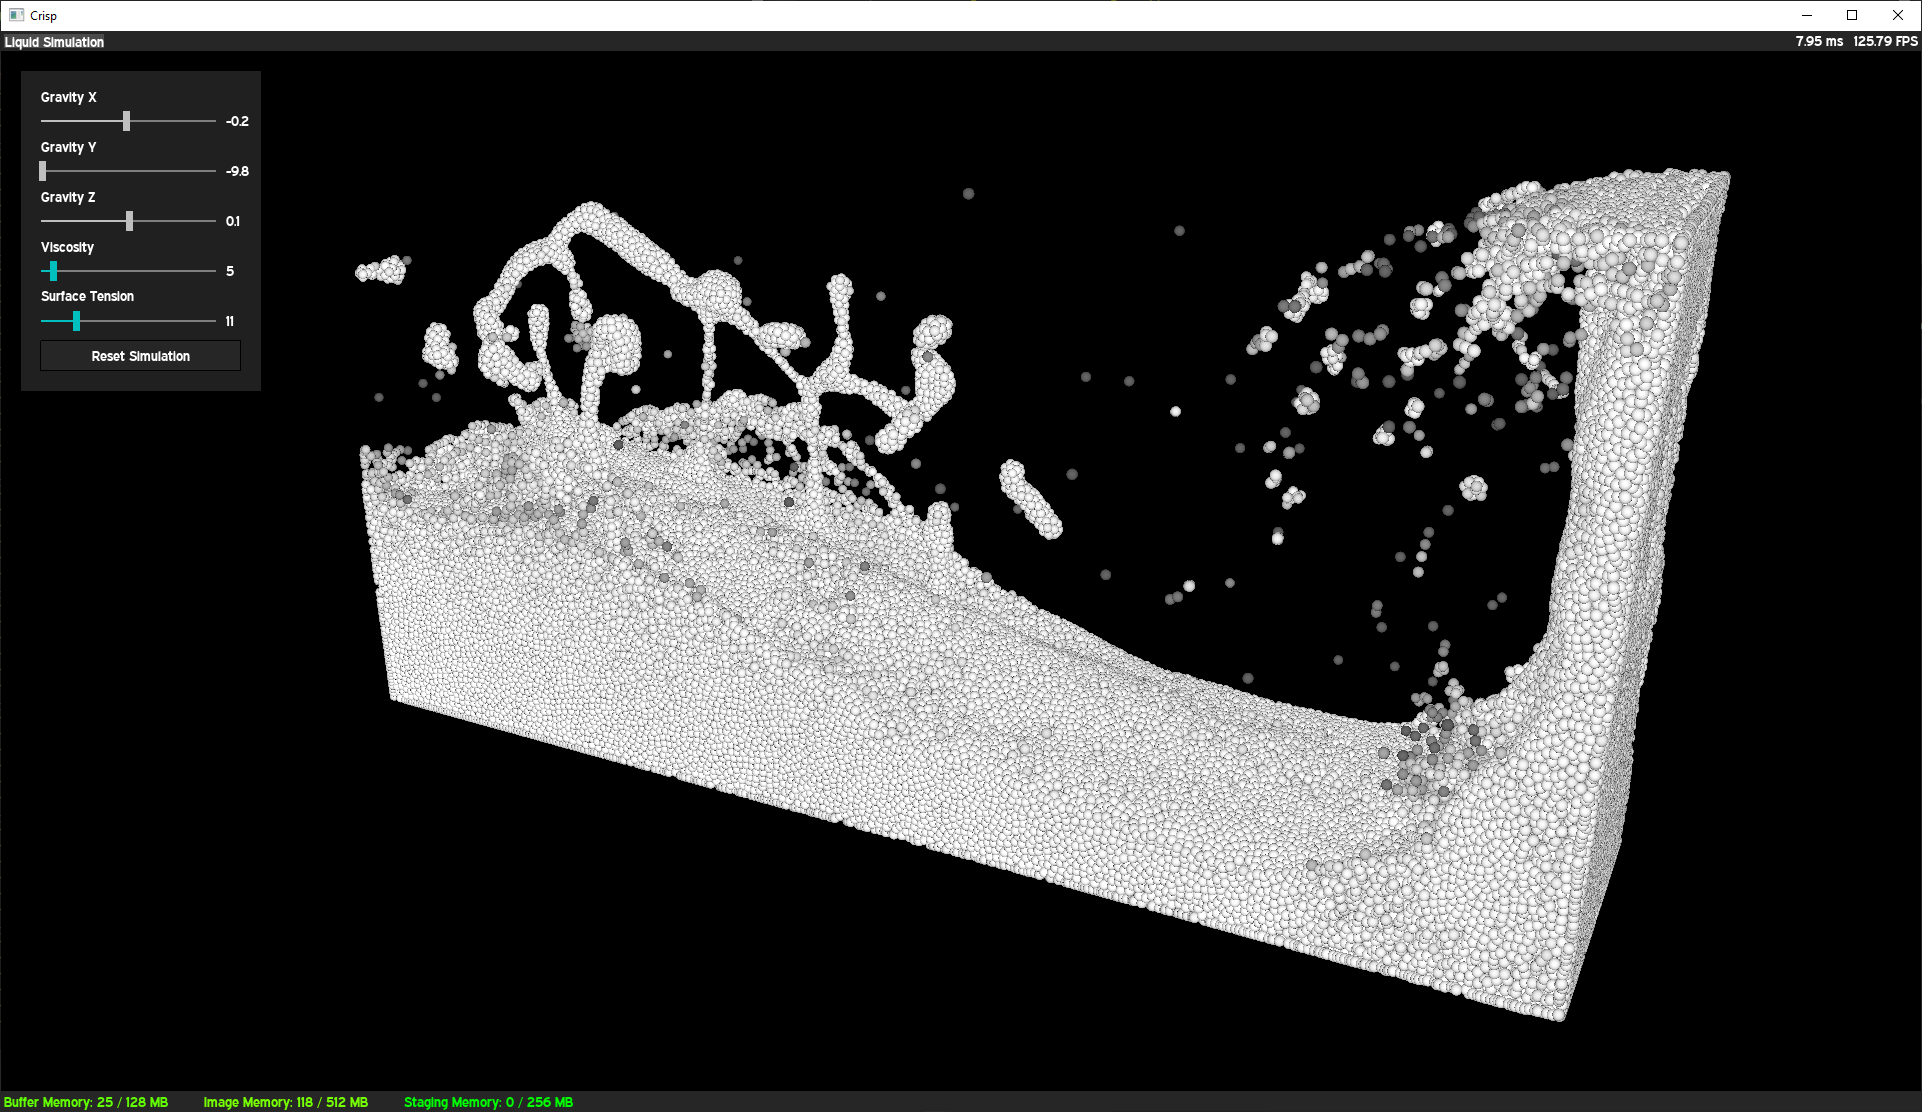 Crisp
Liquid Simulation
7.95 ms 125.79 FPS
Gravity X
-0.2
Gravity Y
-9.8
Gravity Z
0.1
Viscosity
5
Surface Tension
11
Reset Simulation
Buffer Memory: 25 / 128 MB Image Memory: 118 / 512 MB Staging Memory: 0 / 256 MB